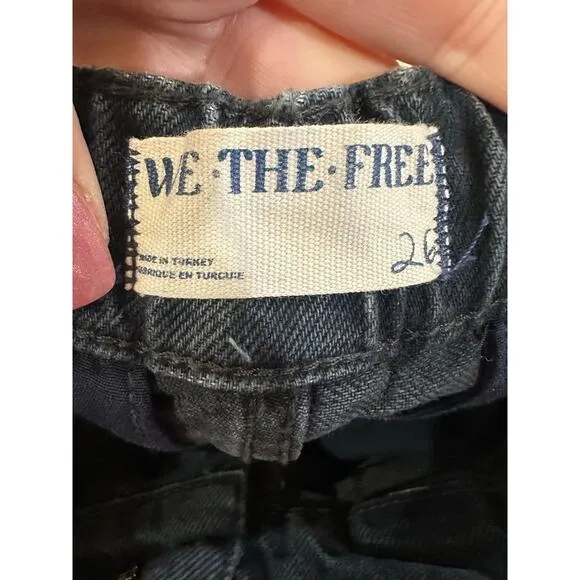 WE·THE·FREE
MADE IN TURKEY
FABRIQUE EN TURQUIE
26